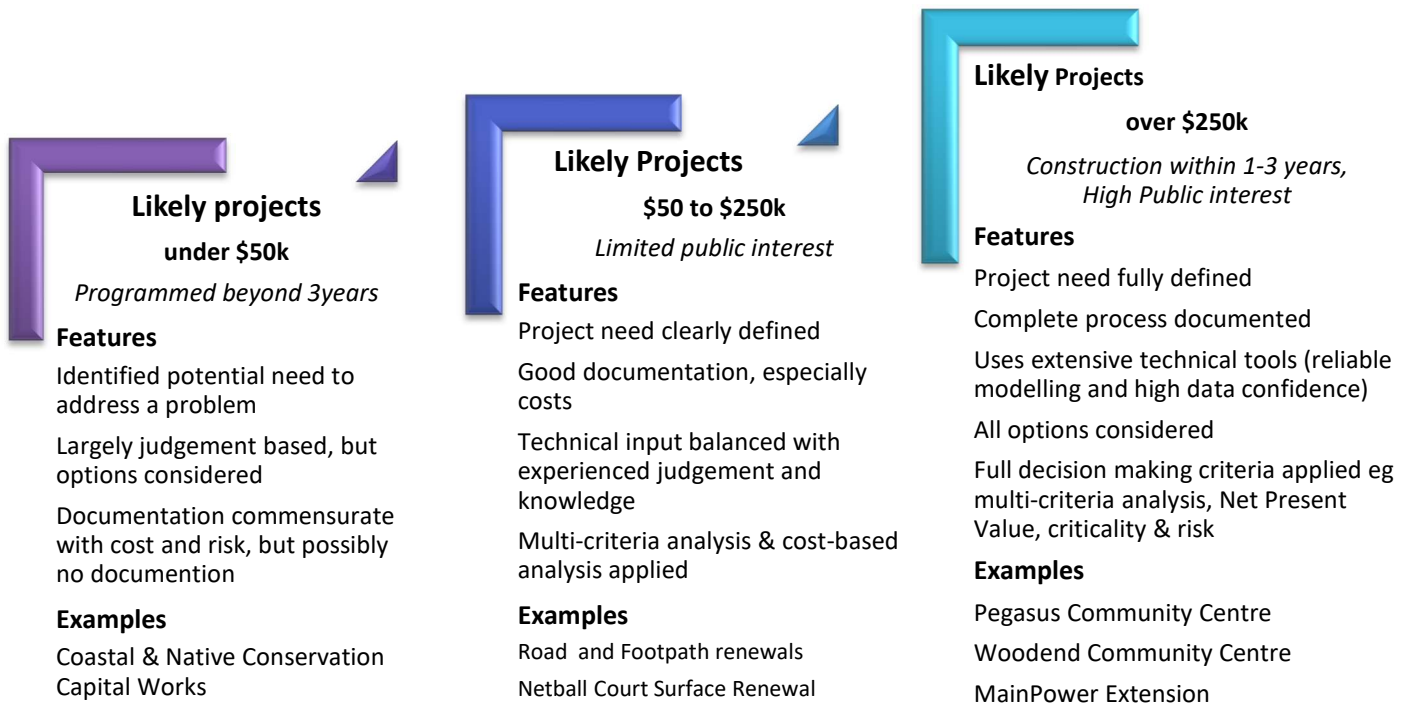 Likely projects
under $50k
Programmed beyond 3years
Features
Identified potential need to
address a problem
Largely judgement based, but
options considered
Documentation commensurate
with cost and risk, but possibly
no documention
Examples
Coastal & Native Conservation
Capital Works
Likely Projects
$50 to $250k
Limited public interest
Features
Project need clearly defined
Good documentation, especially
costs
Technical input balanced with
experienced judgement and
knowledge
Multi-criteria analysis & cost-based
analysis applied
Examples
Road and Footpath renewals
Netball Court Surface Renewal
Likely Projects
over $250k
Construction within 1-3 years,
High Public interest
Features
Project need fully defined
Complete process documented
Uses extensive technical tools (reliable
modelling and high data confidence)
All options considered
Full decision making criteria applied eg
multi-criteria analysis, Net Present
Value, criticality & risk
Examples
Pegasus Community Centre
Woodend Community Centre
MainPower Extension